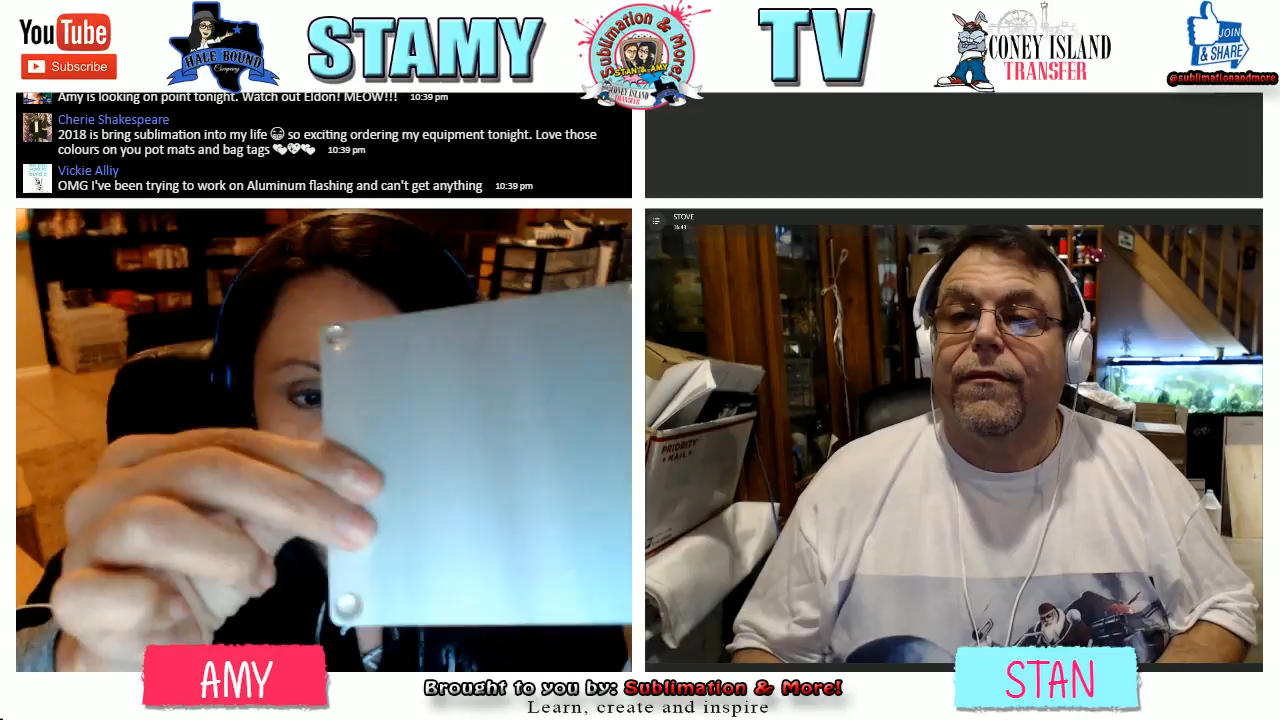 YouTube
Subscribe
HALE BOUND
Company
STAMY
Sublimation & More!
STAN & AMY
CONEY ISLAND
TRANSFER
TV
CONEY ISLAND
TRANSFER
JOIN
& SHARE
@sublimationandmore
Amy is looking on point tonight. Watch out Eldon! MEOW!!! 10:39 pm
Cherie Shakespeare
2018 is bring sublimation into my life 😁 so exciting ordering my equipment tonight. Love those
colours on you pot mats and bag tags 💕💖💕 10:39 pm
Vickie Alliy
OMG I've been trying to work on Aluminum flashing and can't get anything 10:39 pm
STOVE
PRIORITY
MAIL
AMY
STAN
Brought to you by: Sublimation & More!
Learn, create and inspire